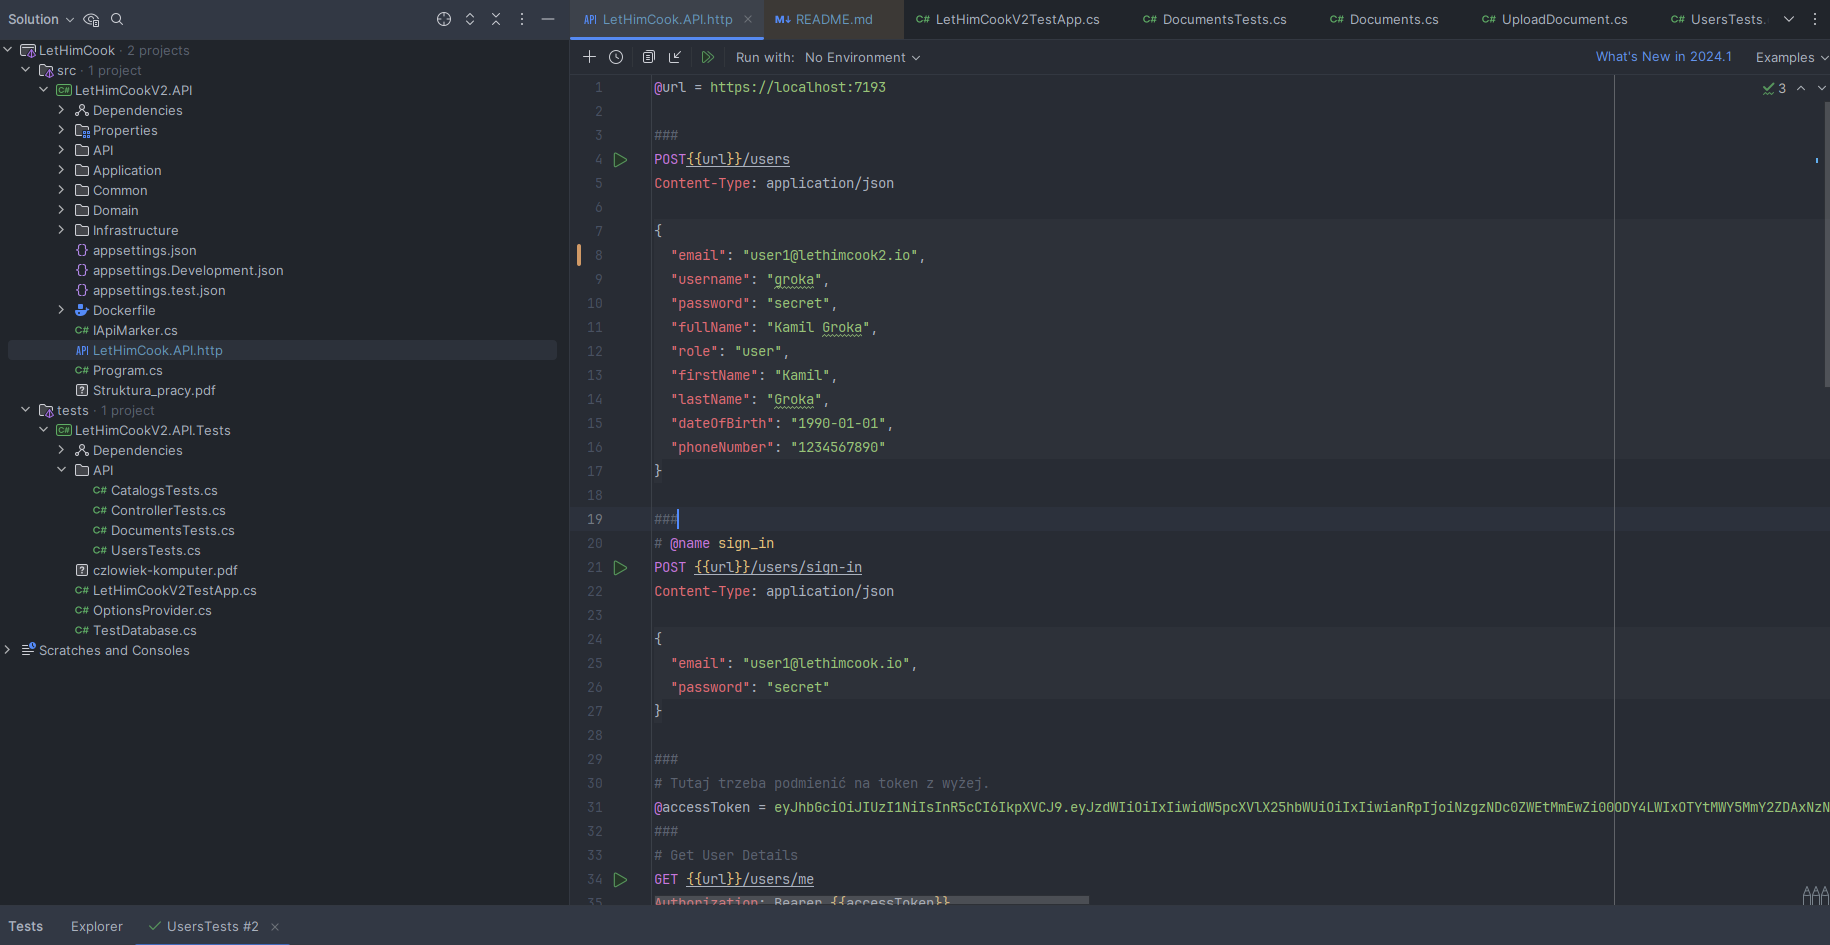 Solution
LetHimCook · 2 projects
src · 1 project
LetHimCookV2.API
Dependencies
Properties
API
Application
Common
Domain
Infrastructure
appsettings.json
appsettings.Development.json
appsettings.test.json
Dockerfile
C# IApiMarker.cs
API LetHimCook.API.http
C# Program.cs
Struktura_pracy.pdf
tests · 1 project
LetHimCookV2.API.Tests
Dependencies
API
C# CatalogsTests.cs
C# ControllerTests.cs
C# DocumentsTests.cs
C# UsersTests.cs
czlowiek-komputer.pdf
C# LetHimCookV2TestApp.cs
C# OptionsProvider.cs
C# TestDatabase.cs
Scratches and Consoles
API LetHimCook.API.http
M↓ README.md
C# LetHimCookV2TestApp.cs
C# DocumentsTests.cs
C# Documents.cs
C# UploadDocument.cs
C# UsersTests.
Run with: No Environment
What's New in 2024.1
Examples
3
1 @url = https://localhost:7193
2
3 ###
4 POST{{url}}/users
5 Content-Type: application/json
6
7 {
8 "email": "user1@lethimcook2.io",
9 "username": "groka",
10 "password": "secret",
11 "fullName": "Kamil Groka",
12 "role": "user",
13 "firstName": "Kamil",
14 "lastName": "Groka",
15 "dateOfBirth": "1990-01-01",
16 "phoneNumber": "1234567890"
17 }
18
19 ###
20 # @name sign_in
21 POST {{url}}/users/sign-in
22 Content-Type: application/json
23
24 {
25 "email": "user1@lethimcook.io",
26 "password": "secret"
27 }
28
29 ###
30 # Tutaj trzeba podmienić na token z wyżej.
31 @accessToken =
32 ###
33 # Get User Details
34 GET {{url}}/users/me
35 Authorization: Bearer {{accessToken}}
Tests
Explorer
UsersTests #2